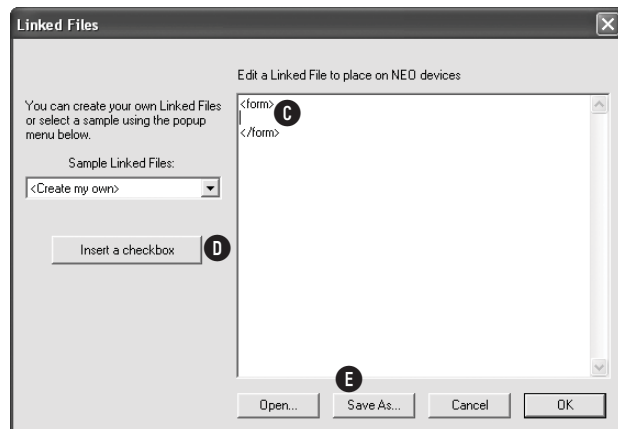 Linked Files
Edit a Linked File to place on NEO devices
You can create your own Linked Files
or select a sample using the popup
menu below.
Sample Linked Files:
<Create my own>
Insert a checkbox
D
<form>
C
</form>
E
Open...
Save As...
Cancel
OK